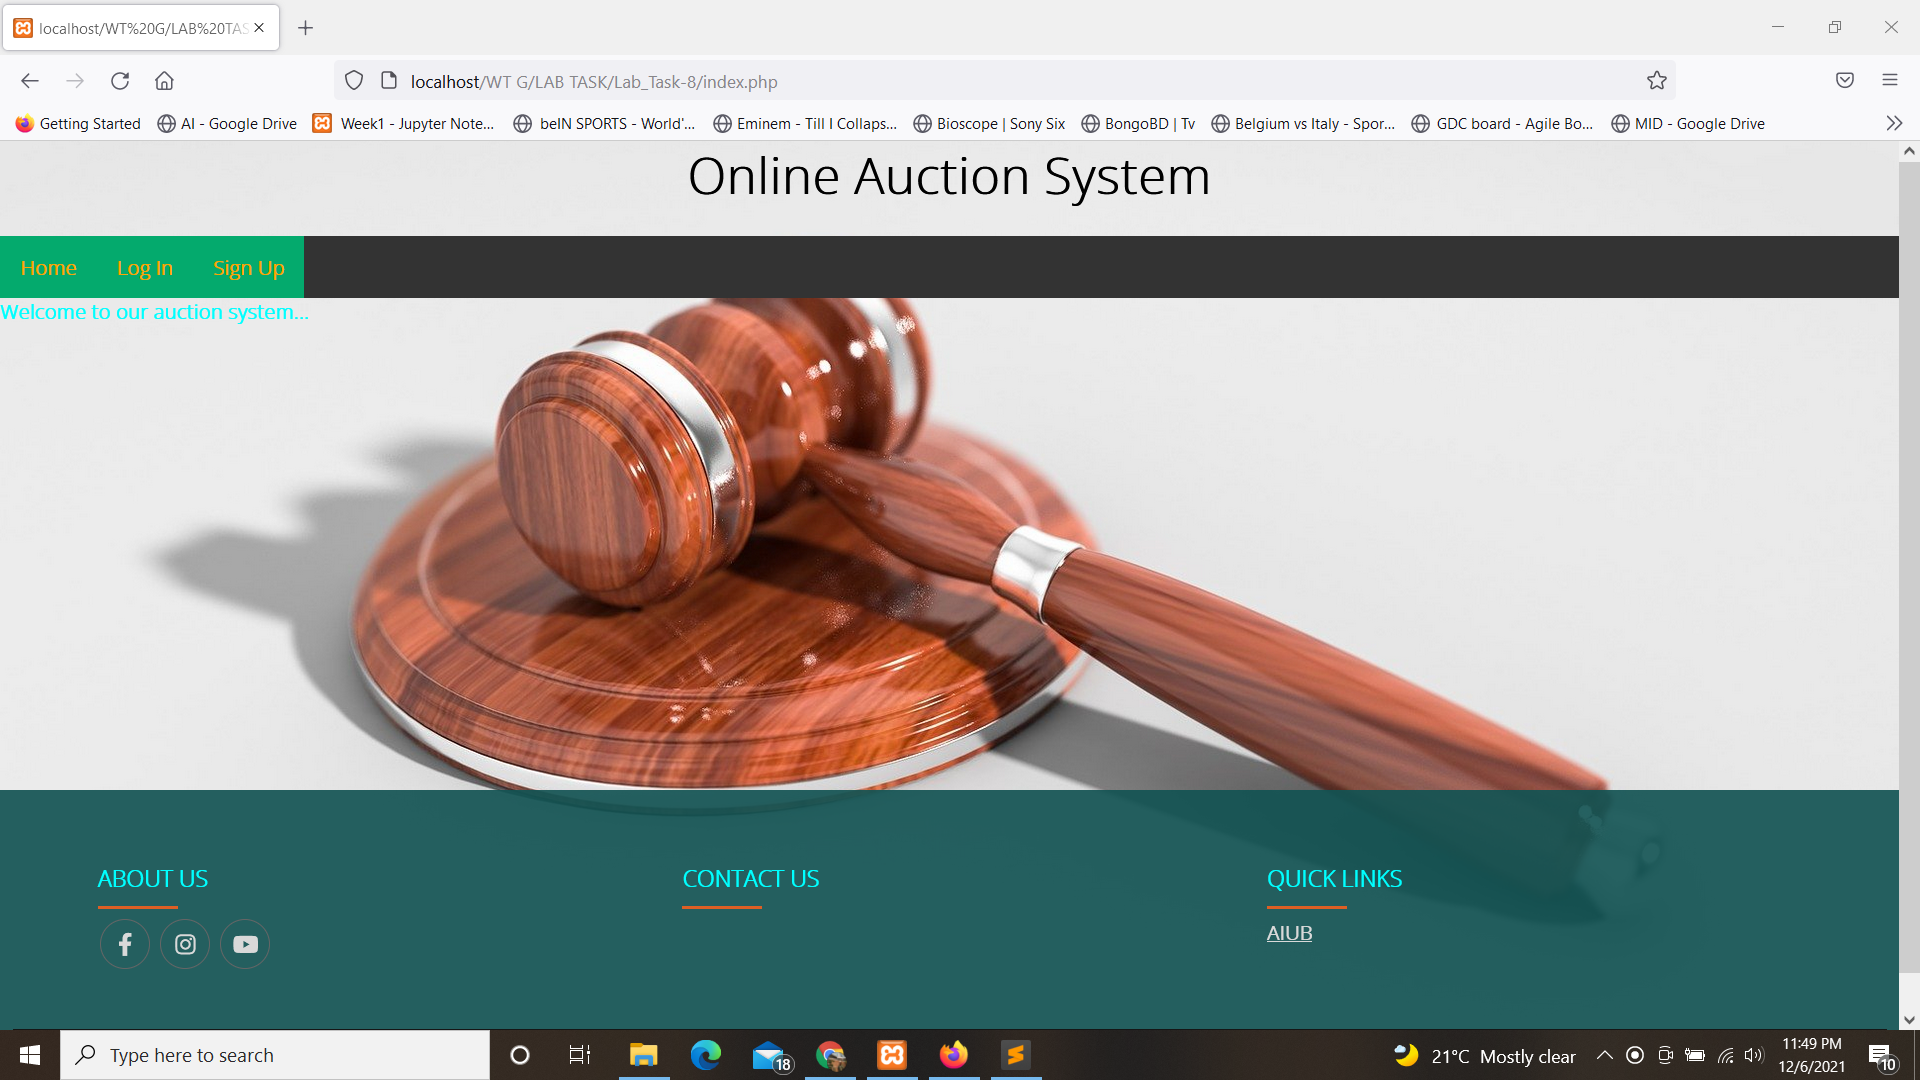 localhost/WT%20G/LAB%20TAS
localhost/WT G/LAB TASK/Lab_Task-8/index.php
Getting Started AI - Google Drive Week1 - Jupyter Note... beIN SPORTS - World'... Eminem - Till I Collaps... Bioscope | Sony Six BongoBD | Tv Belgium vs Italy - Spor... GDC board - Agile Bo... MID - Google Drive
Online Auction System
Home Log In Sign Up
Welcome to our auction system...
ABOUT US CONTACT US QUICK LINKS
AIUB
Type here to search 18 21°C Mostly clear 11:49 PM
12/6/2021 10